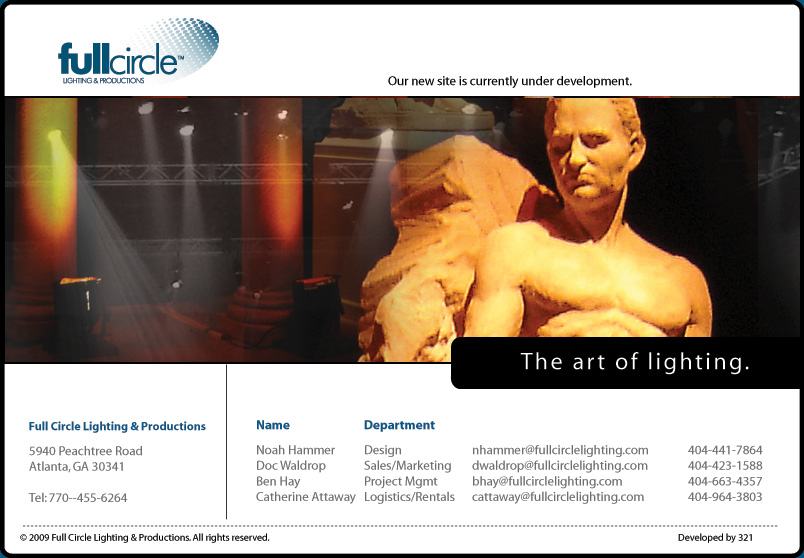 fullcircle™
LIGHTING & PRODUCTIONS
Our new site is currently under development.
The art of lighting.
Full Circle Lighting & Productions
5940 Peachtree Road
Atlanta, GA 30341
Tel: 770--455-6264
Name Department
Noah Hammer Design nhammer@fullcirclelighting.com 404-441-7864
Doc Waldrop Sales/Marketing dwaldrop@fullcirclelighting.com 404-423-1588
Ben Hay Project Mgmt bhay@fullcirclelighting.com 404-663-4357
Catherine Attaway Logistics/Rentals cattaway@fullcirclelighting.com 404-964-3803
© 2009 Full Circle Lighting & Productions. All rights reserved. Developed by 321